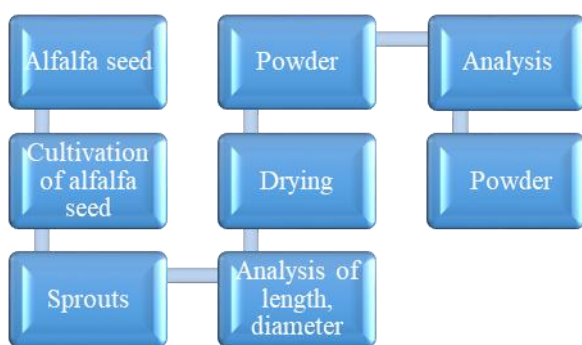 Alfalfa seed
Cultivation
of alfalfa
seed
Sprouts
Analysis of
length,
diameter
Drying
Powder
Analysis
Powder